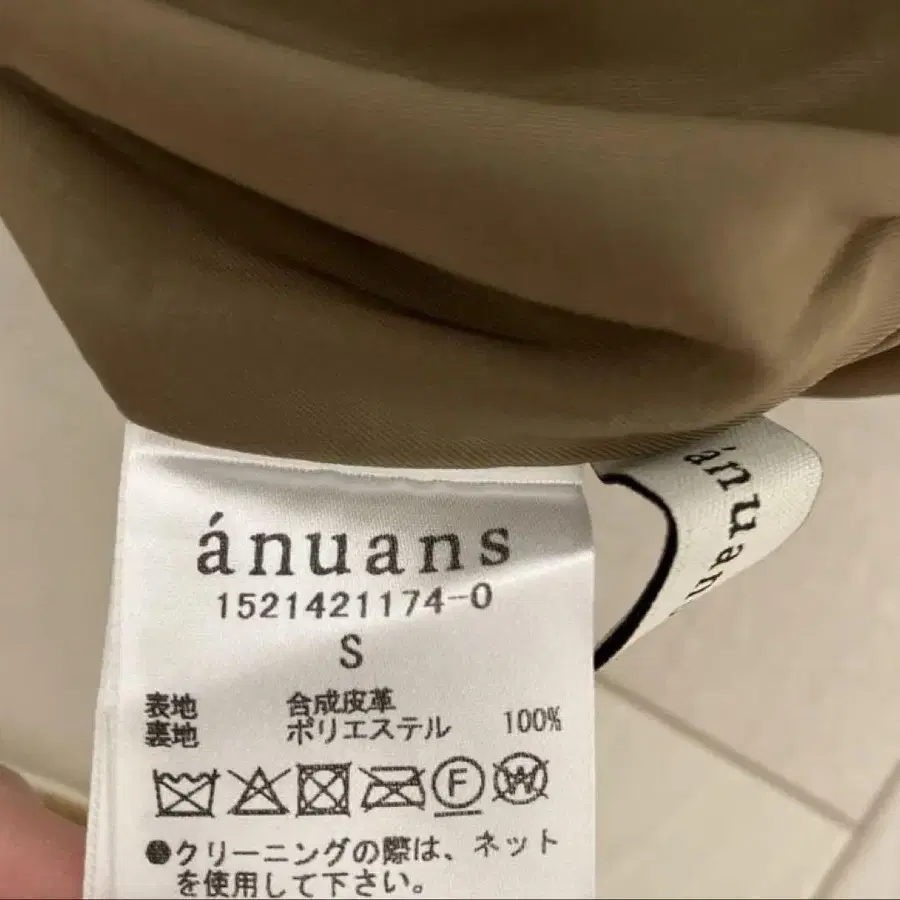 ánuans
ánuans
1521421174-0
S
表地 合成皮革
裏地 ポリエステル 100%
F
W
●クリーニングの際は、ネット
を使用して下さい。